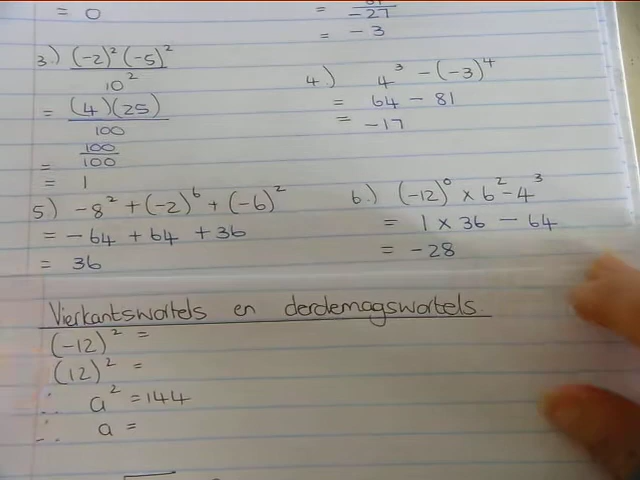 = 0
= 81/-27
= -3
3.) (-2)²(-5)²/10²
= (4)(25)/100
= 100/100
= 1
4.) 4³ - (-3)⁴
= 64 - 81
= -17
5) -8² + (-2)⁶ + (-6)²
= -64 + 64 + 36
= 36
6.) (-12)⁰ × 6² - 4³
= 1 × 36 - 64
= -28
Vierkantswortels en derdemagswortels
(-12)² =
(12)² =
∴ a² = 144
∴ a =